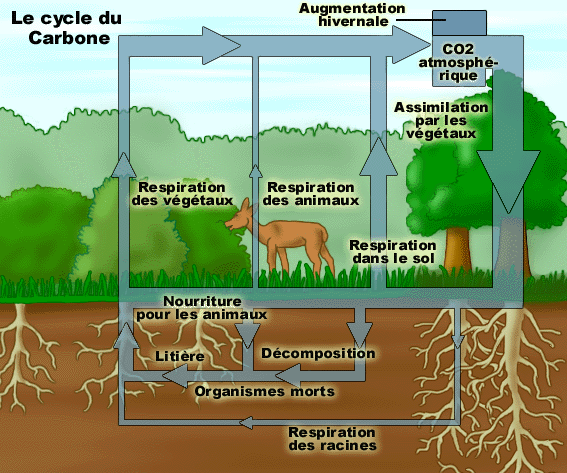 Le cycle du
Carbone
Augmentation
hivernale
CO2
atmosphé-
rique
Assimilation
par les
végétaux
Respiration
des végétaux
Respiration
des animaux
Respiration
dans le sol
Nourriture
pour les animaux
Litière
Décomposition
Organismes morts
Respiration
des racines